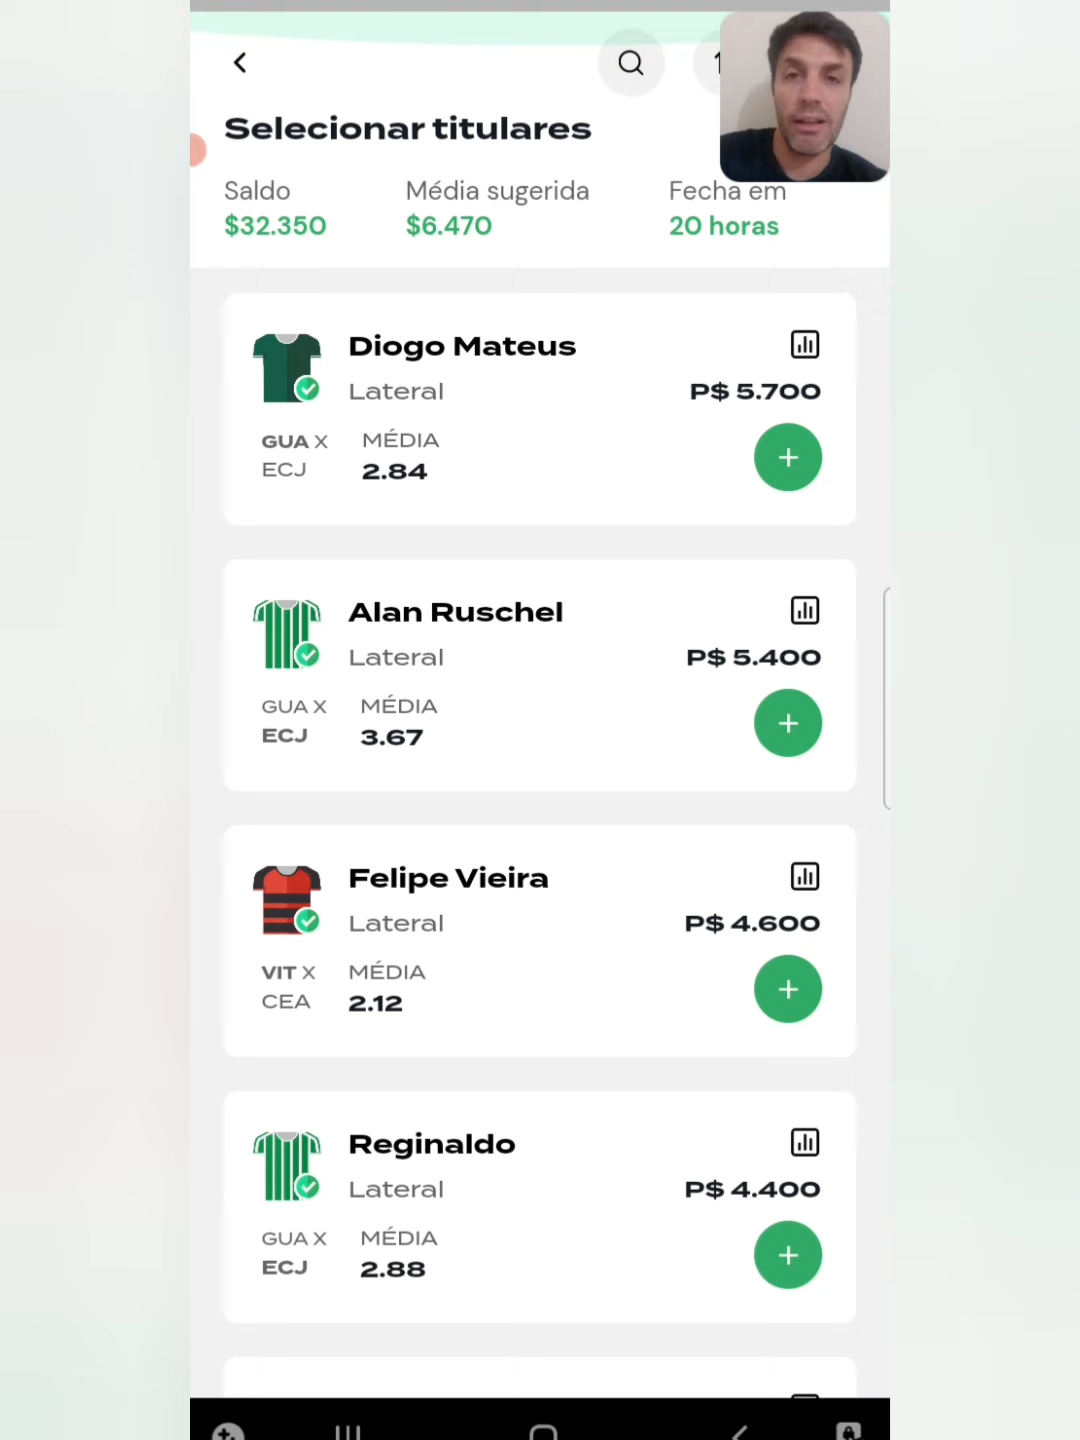 Selecionar titulares
Saldo
Média sugerida
Fecha em
$32.350
$6.470
20 horas
Diogo Mateus
Lateral
P$ 5.700
GUA X
ECJ
MÉDIA
2.84
+
Alan Ruschel
Lateral
P$ 5.400
GUA X
ECJ
MÉDIA
3.67
+
Felipe Vieira
Lateral
P$ 4.600
VIT X
CEA
MÉDIA
2.12
+
Reginaldo
Lateral
P$ 4.400
GUA X
ECJ
MÉDIA
2.88
+